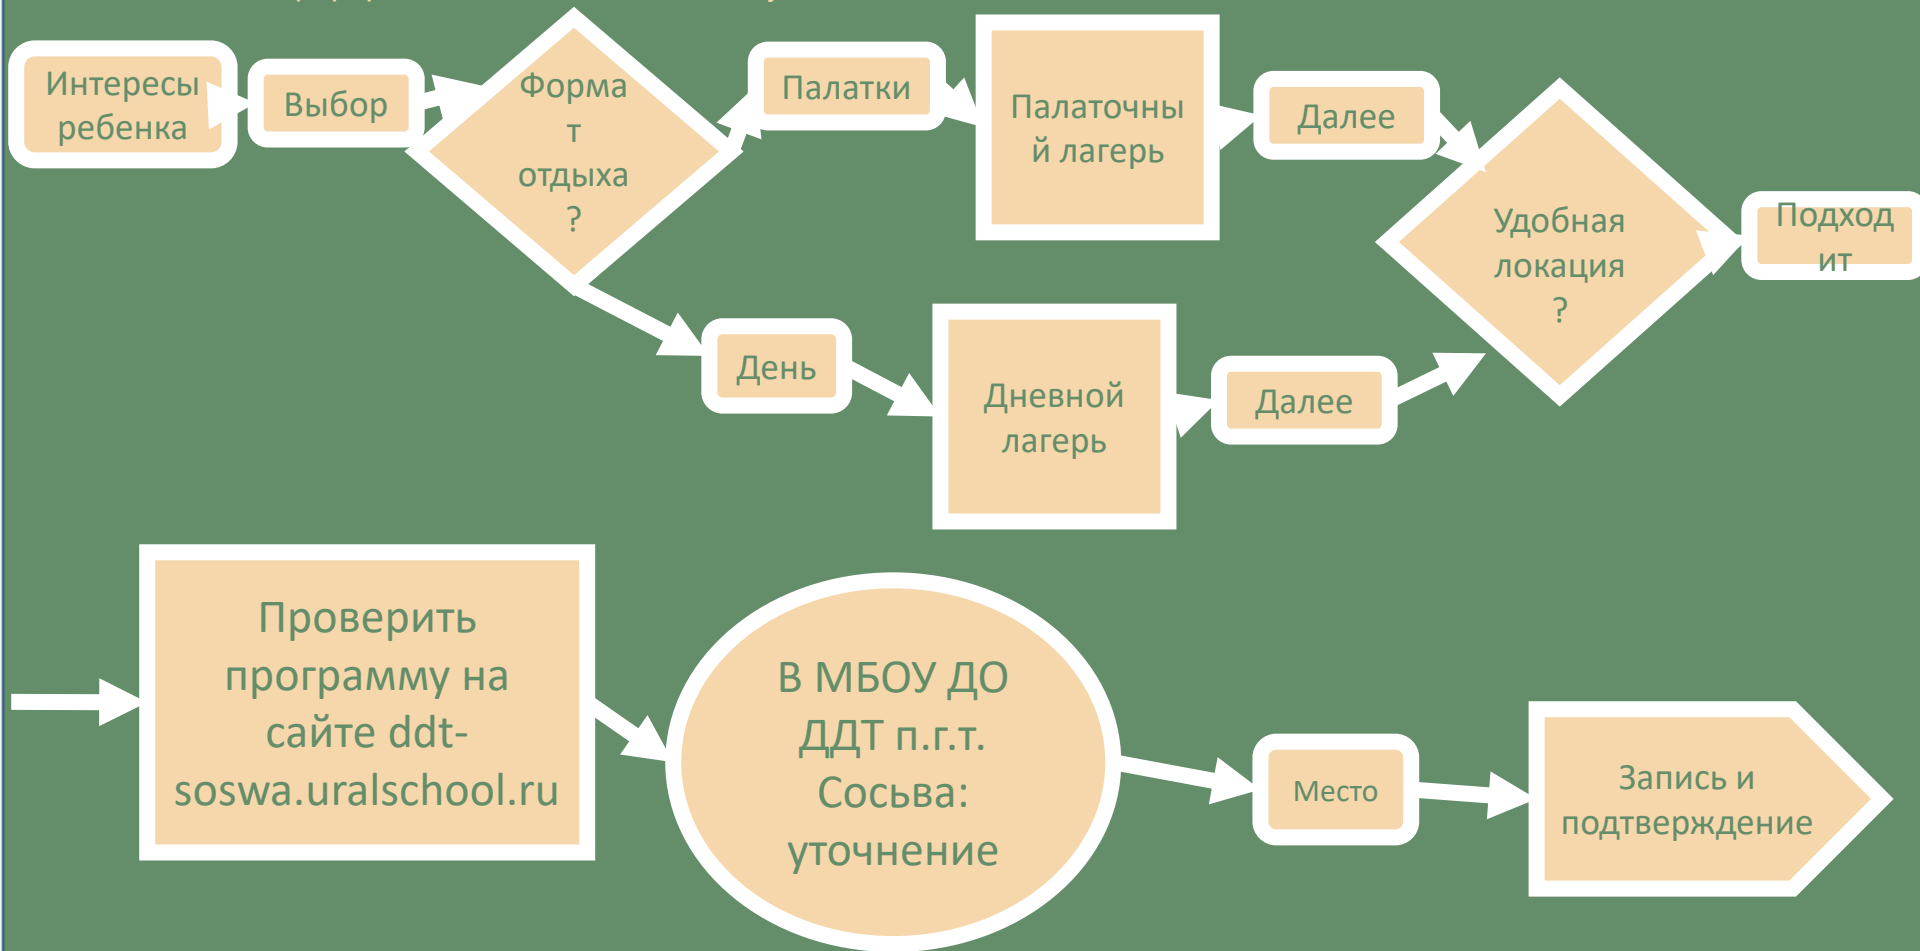 Интересы
ребенка
Выбор
Форма
т
отдыха
?
Палатки
Палаточны
й лагерь
Далее
Удобная
локация
?
Подход
ит
День
Дневной
лагерь
Далее
Проверить
программу на
сайте ddt-
soswa.uralschool.ru
В МБОУ ДО
ДДТ п.г.т.
Сосьва:
уточнение
Место
Запись и
подтверждение